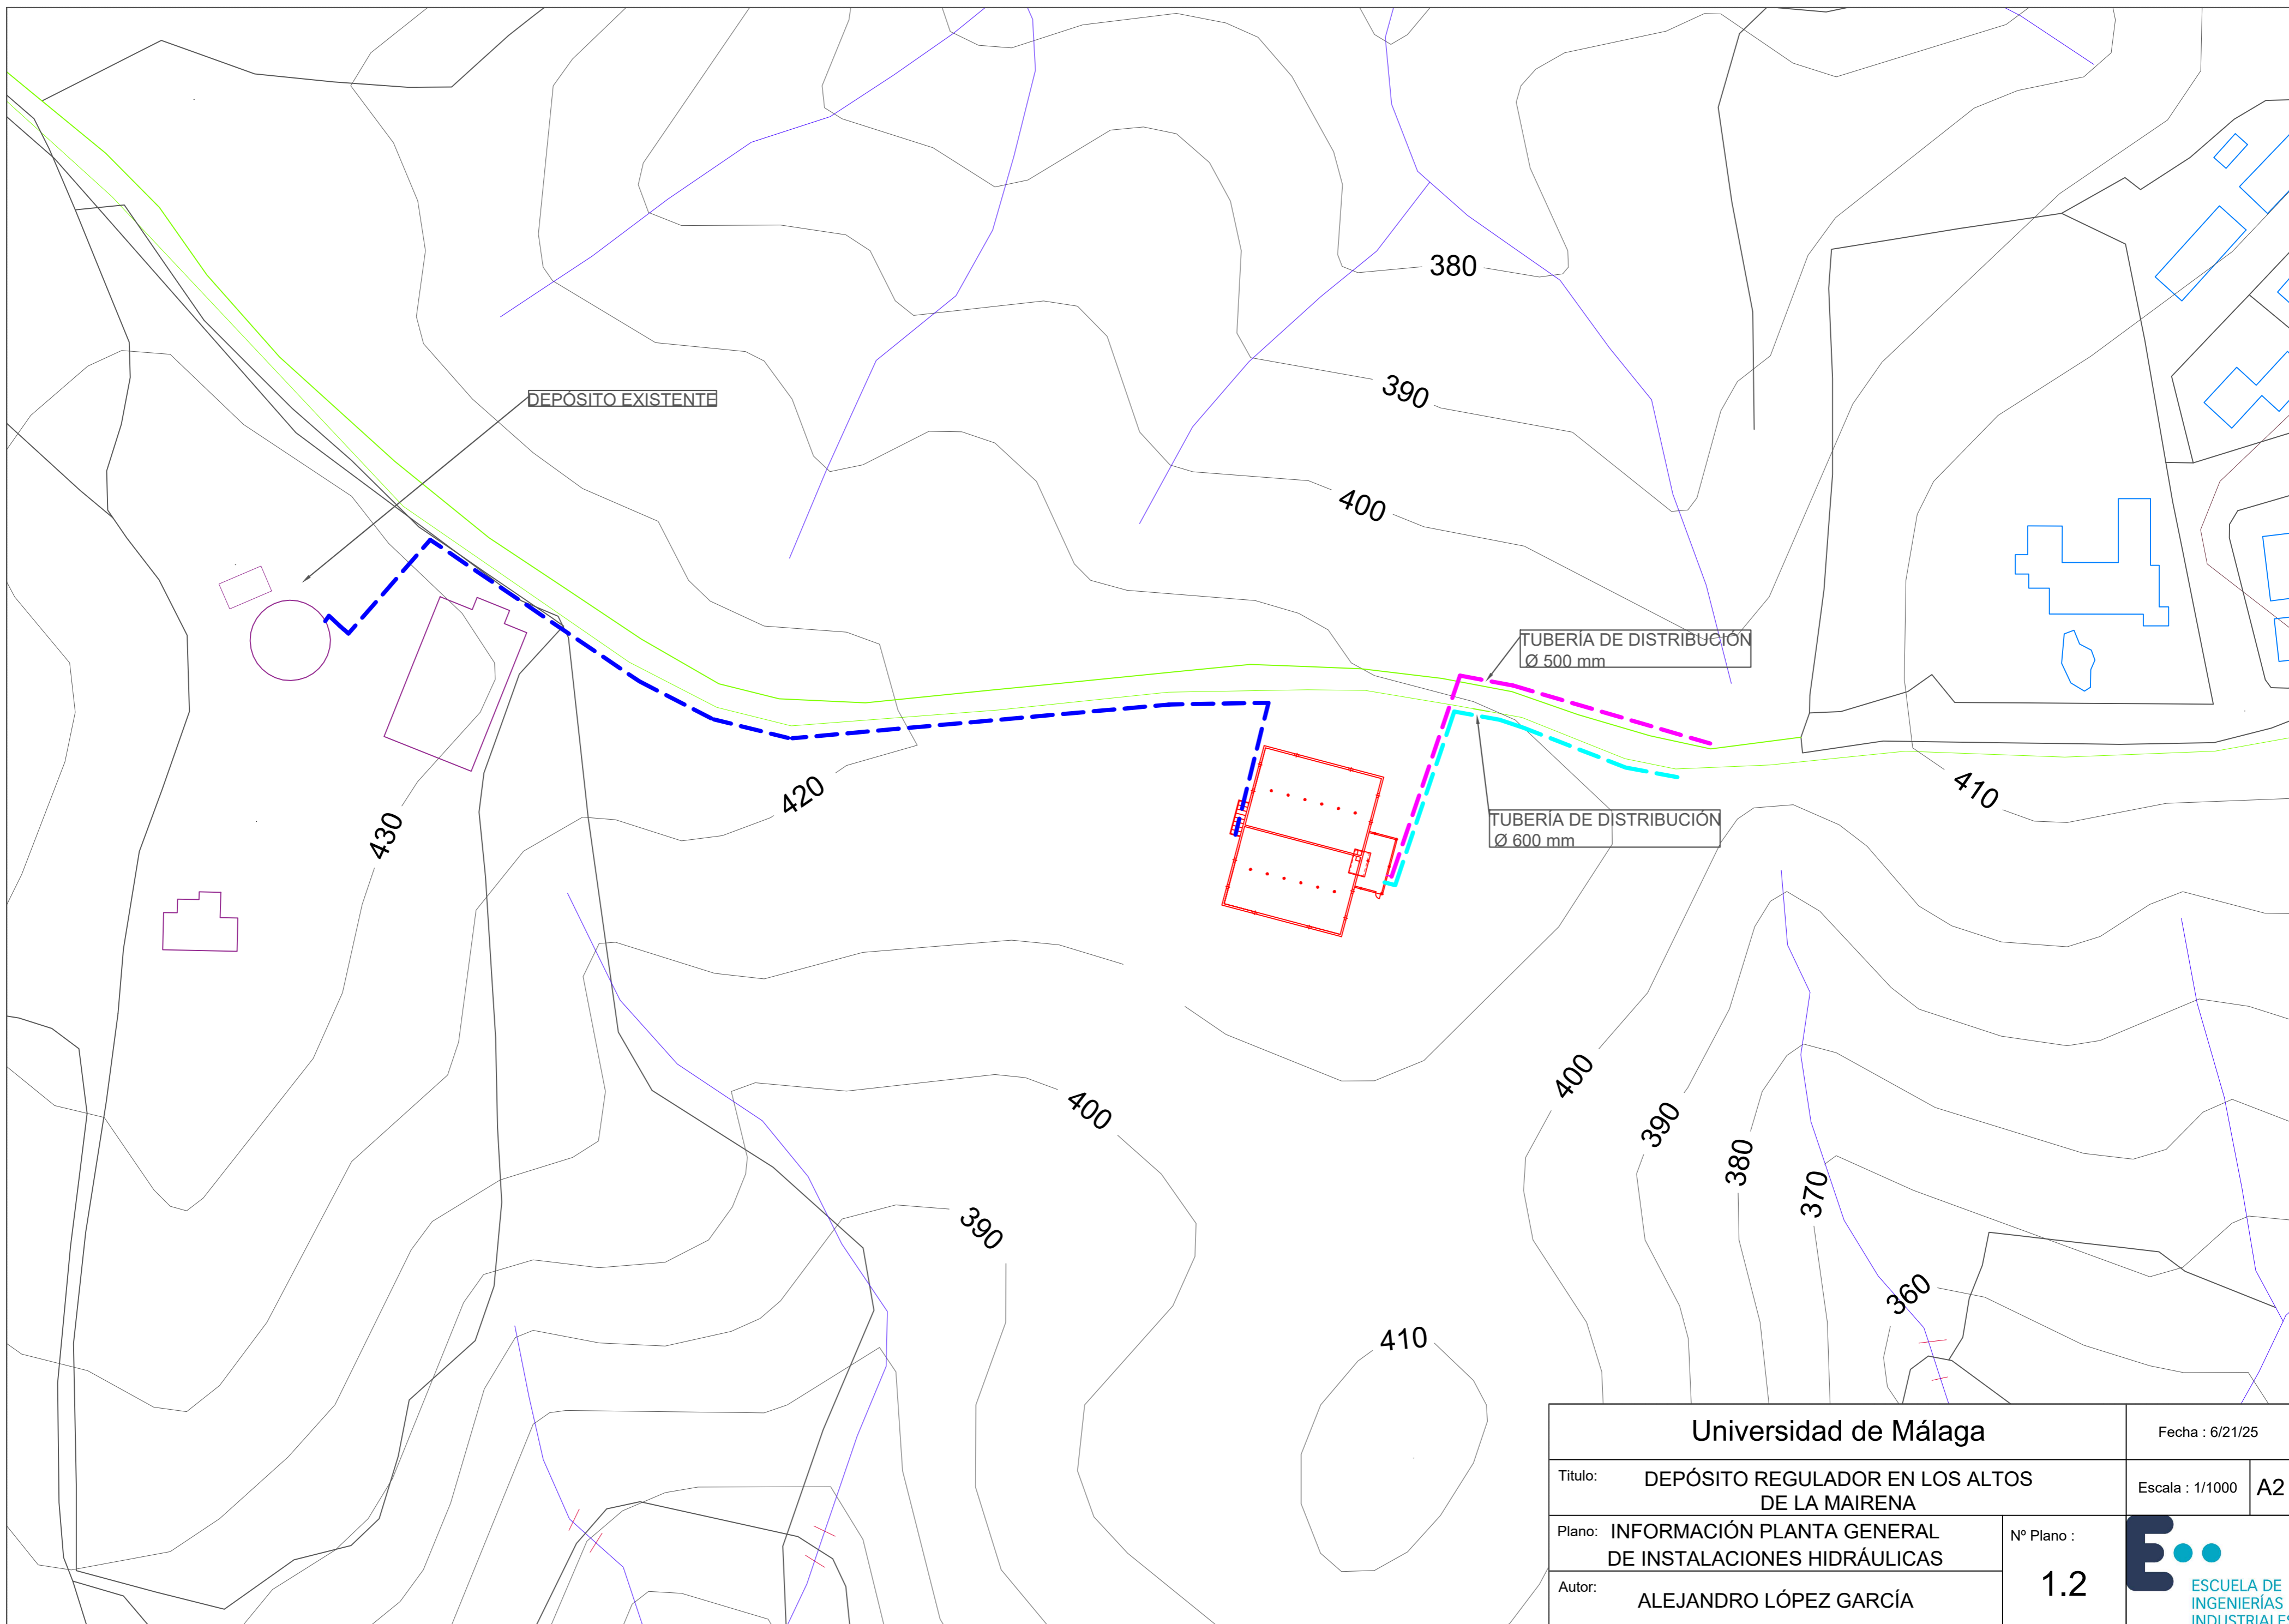 380
390
DEPÓSITO EXISTENTE
400
TUBERÍA DE DISTRIBUCIÓN
Ø 500 mm
420
410
430
TUBERÍA DE DISTRIBUCIÓN
Ø 600 mm
400
400
390
380
370
390
360
410
Universidad de Málaga
Fecha : 6/21/25
Titulo: DEPÓSITO REGULADOR EN LOS ALTOS
DE LA MAIRENA
Escala : 1/1000 A2
Plano: INFORMACIÓN PLANTA GENERAL
DE INSTALACIONES HIDRÁULICAS
Nº Plano :
1.2
Autor: ALEJANDRO LÓPEZ GARCÍA
E
ESCUELA DE
INGENIERÍAS
INDUSTRIALES